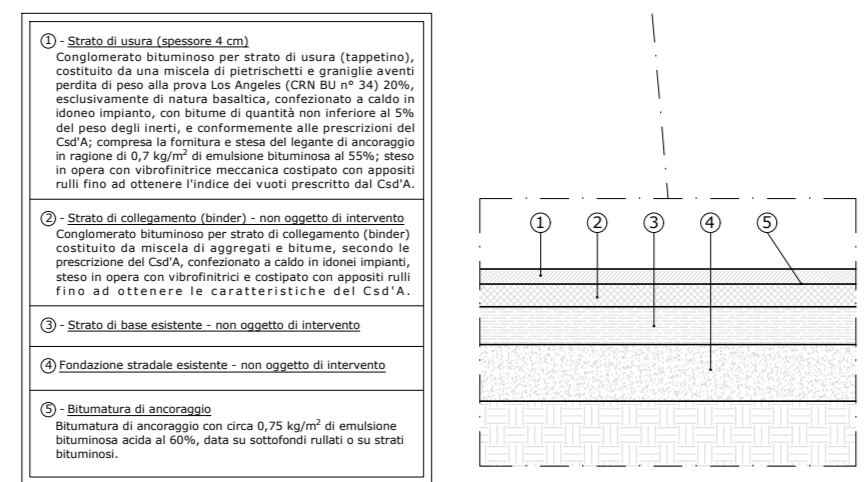 ① - Strato di usura (spessore 4 cm)
Conglomerato bituminoso per strato di usura (tappetino),
costituito da una miscela di pietrischetti e graniglie aventi
perdita di peso alla prova Los Angeles (CRN BU n° 34) 20%,
esclusivamente di natura basaltica, confezionato a caldo in
idoneo impianto, con bitume di quantità non inferiore al 5%
del peso degli inerti, e conformemente alle prescrizioni del
Csd'A; compresa la fornitura e stesa del legante di ancoraggio
in ragione di 0,7 kg/m² di emulsione bituminosa al 55%; steso
in opera con vibrofinitrice meccanica costipato con appositi
rulli fino ad ottenere l'indice dei vuoti prescritto dal Csd'A.
② - Strato di collegamento (binder) - non oggetto di intervento
Conglomerato bituminoso per strato di collegamento (binder)
costituito da miscela di aggregati e bitume, secondo le
prescrizione del Csd'A, confezionato a caldo in idonei impianti,
steso in opera con vibrofinitrici e costipato con appositi rulli
fino ad ottenere le caratteristiche del Csd'A.
③ - Strato di base esistente - non oggetto di intervento
④ Fondazione stradale esistente - non oggetto di intervento
⑤ - Bitumatura di ancoraggio
Bitumatura di ancoraggio con circa 0,75 kg/m² di emulsione
bituminosa acida al 60%, data su sottofondi rullati o su strati
bituminosi.
① ② ③ ④ ⑤